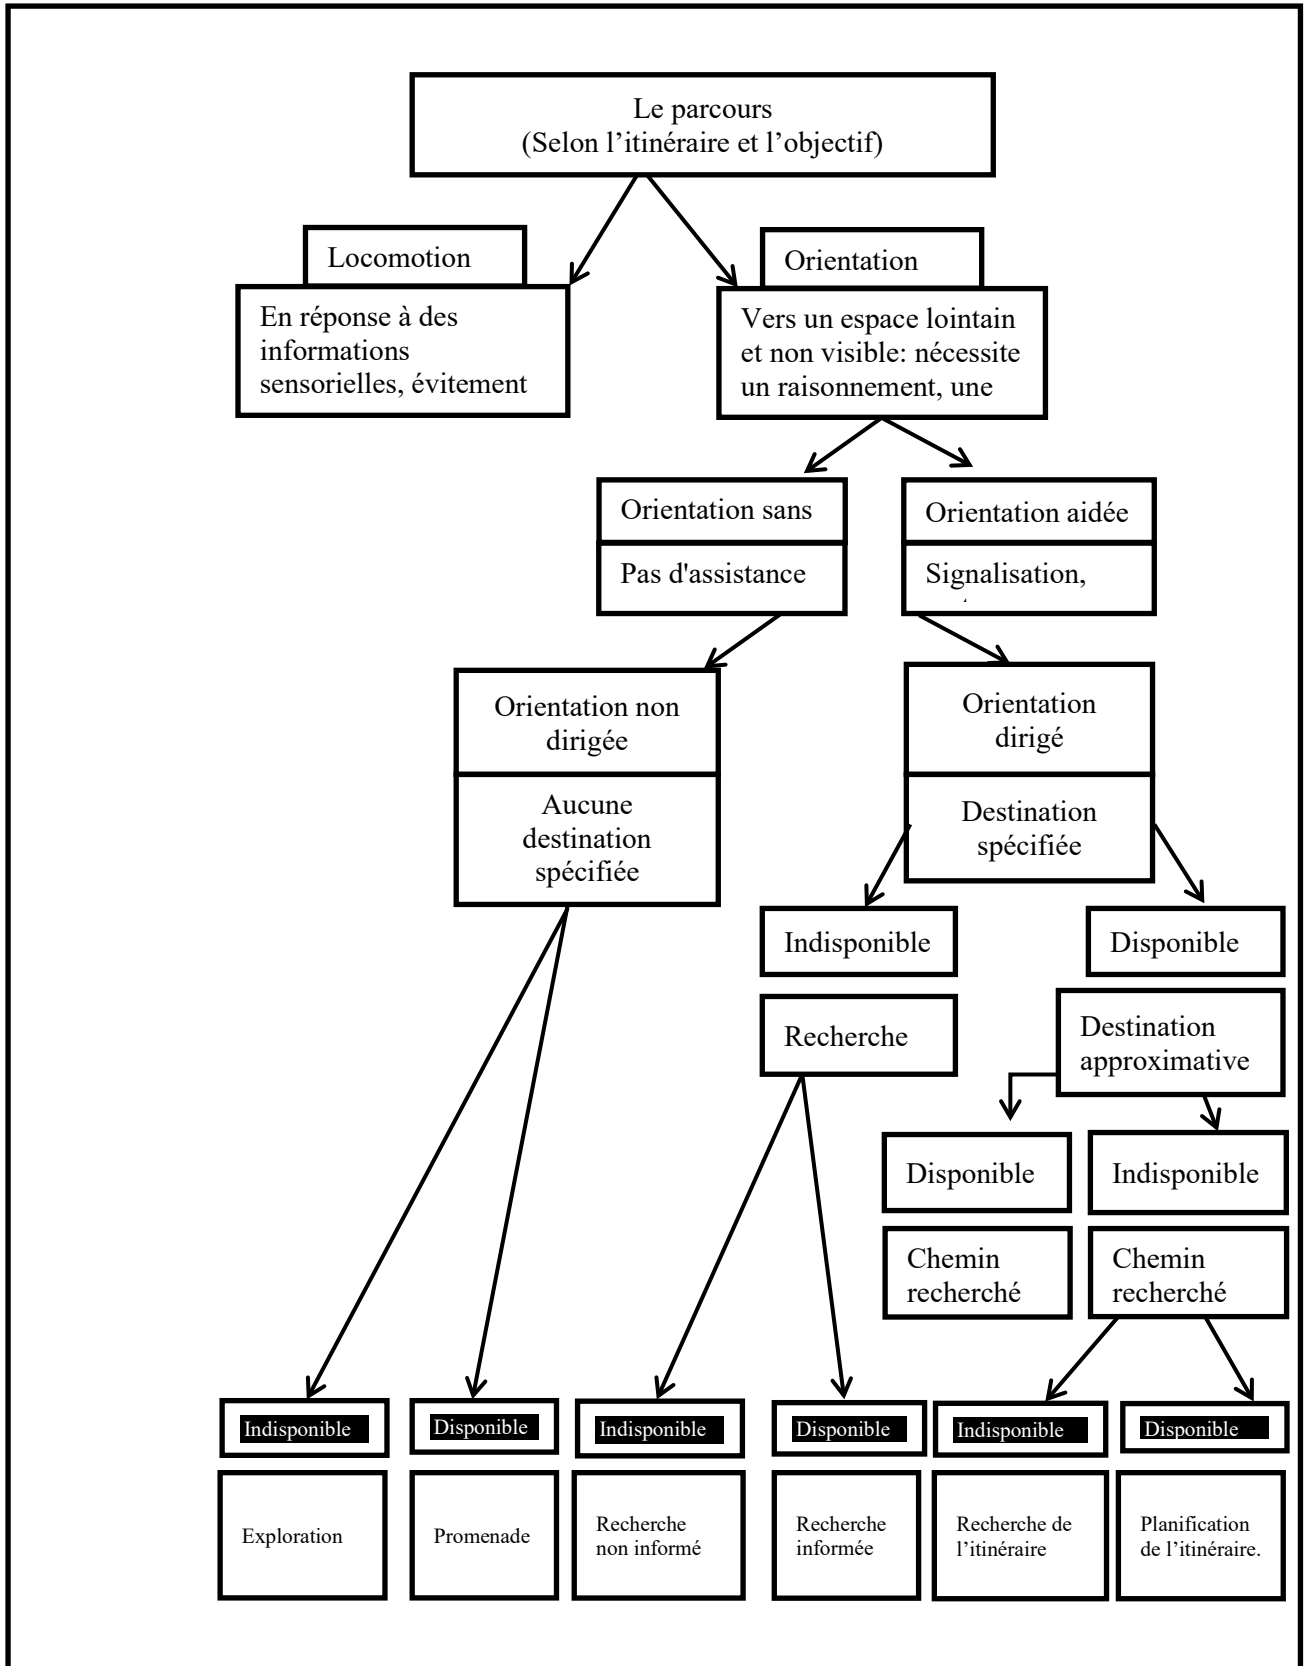 Le parcours
(Selon l’itinéraire et l’objectif)
Locomotion
En réponse à des
informations
sensorielles, évitement
Orientation
Vers un espace lointain
et non visible: nécessite
un raisonnement, une
Orientation sans
Pas d'assistance
Orientation aidée
Signalisation,
Orientation non
dirigée
Aucune
destination
spécifiée
Orientation
dirigé
Destination
spécifiée
Indisponible
Disponible
Recherche
Destination
approximative
Disponible
Indisponible
Chemin
recherché
Chemin
recherché
Indisponible
Disponible
Indisponible
Disponible
Indisponible
Disponible
Exploration
Promenade
Recherche
non informé
Recherche
informée
Recherche de
l’itinéraire
Planification
de l’itinéraire.